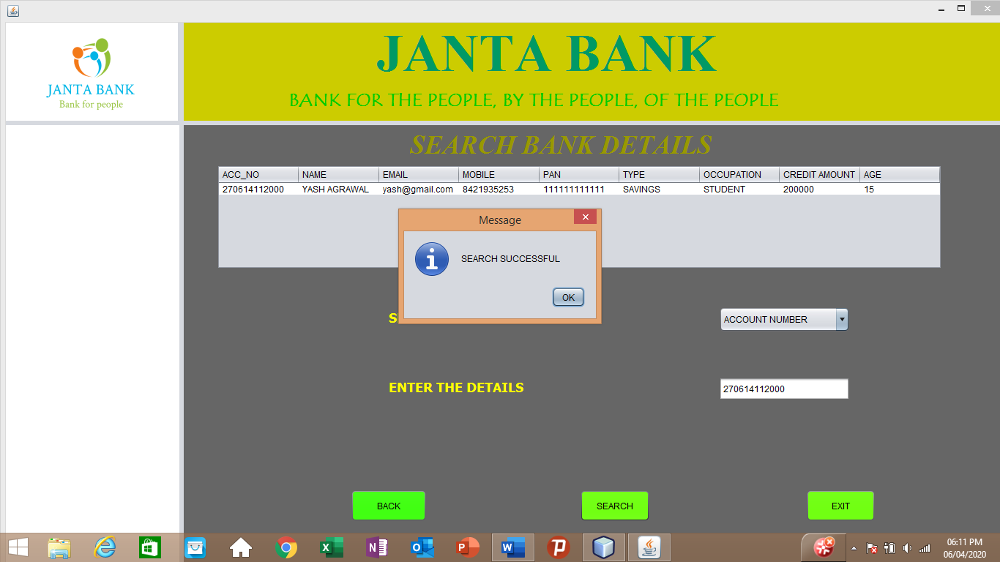 JANTA BANK
Bank for people
JANTA BANK
BANK FOR THE PEOPLE, BY THE PEOPLE, OF THE PEOPLE
SEARCH BANK DETAILS
ACC_NO NAME EMAIL MOBILE PAN TYPE OCCUPATION CREDIT AMOUNT AGE
270614112000 YASH AGRAWAL yash@gmail.com 8421935253 111111111111 SAVINGS STUDENT 200000 15
Message
SEARCH SUCCESSFUL
OK
S
ACCOUNT NUMBER
ENTER THE DETAILS
270614112000
BACK SEARCH EXIT
06:11 PM
06/04/2020